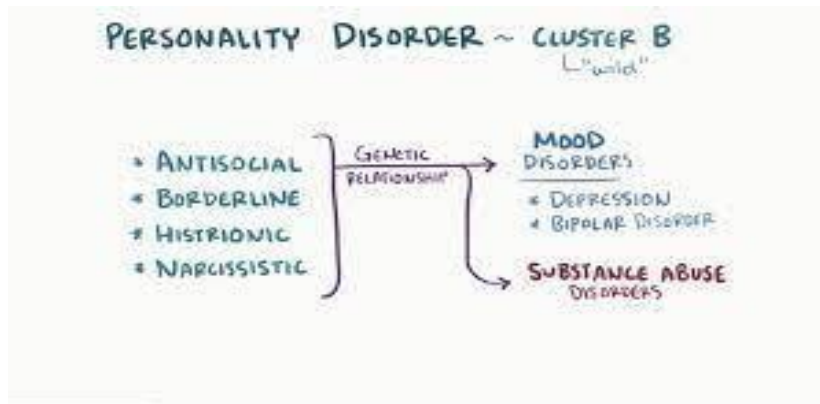 PERSONALITY DISORDER ~ CLUSTER B
"wild"
* ANTISOCIAL
* BORDERLINE
* HISTRIONIC
* NARCISSISTIC
GENETIC
RELATIONSHIP
MOOD
DISORDERS
* DEPRESSION
* BIPOLAR DISORDER
SUBSTANCE ABUSE
DISORDERS